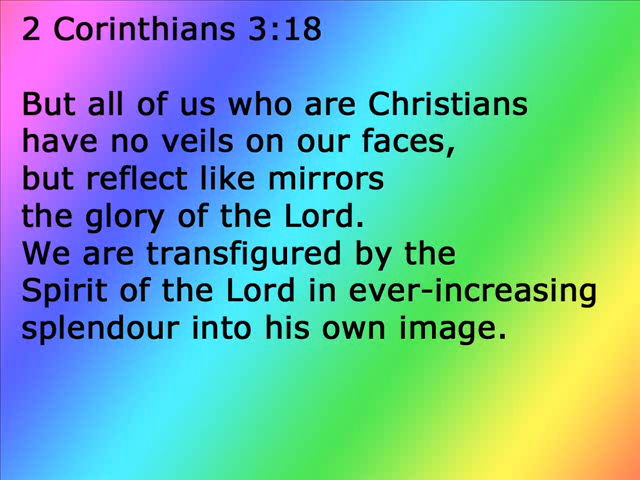 2 Corinthians 3:18
But all of us who are Christians
have no veils on our faces,
but reflect like mirrors
the glory of the Lord.
We are transfigured by the
Spirit of the Lord in ever-increasing
splendour into his own image.